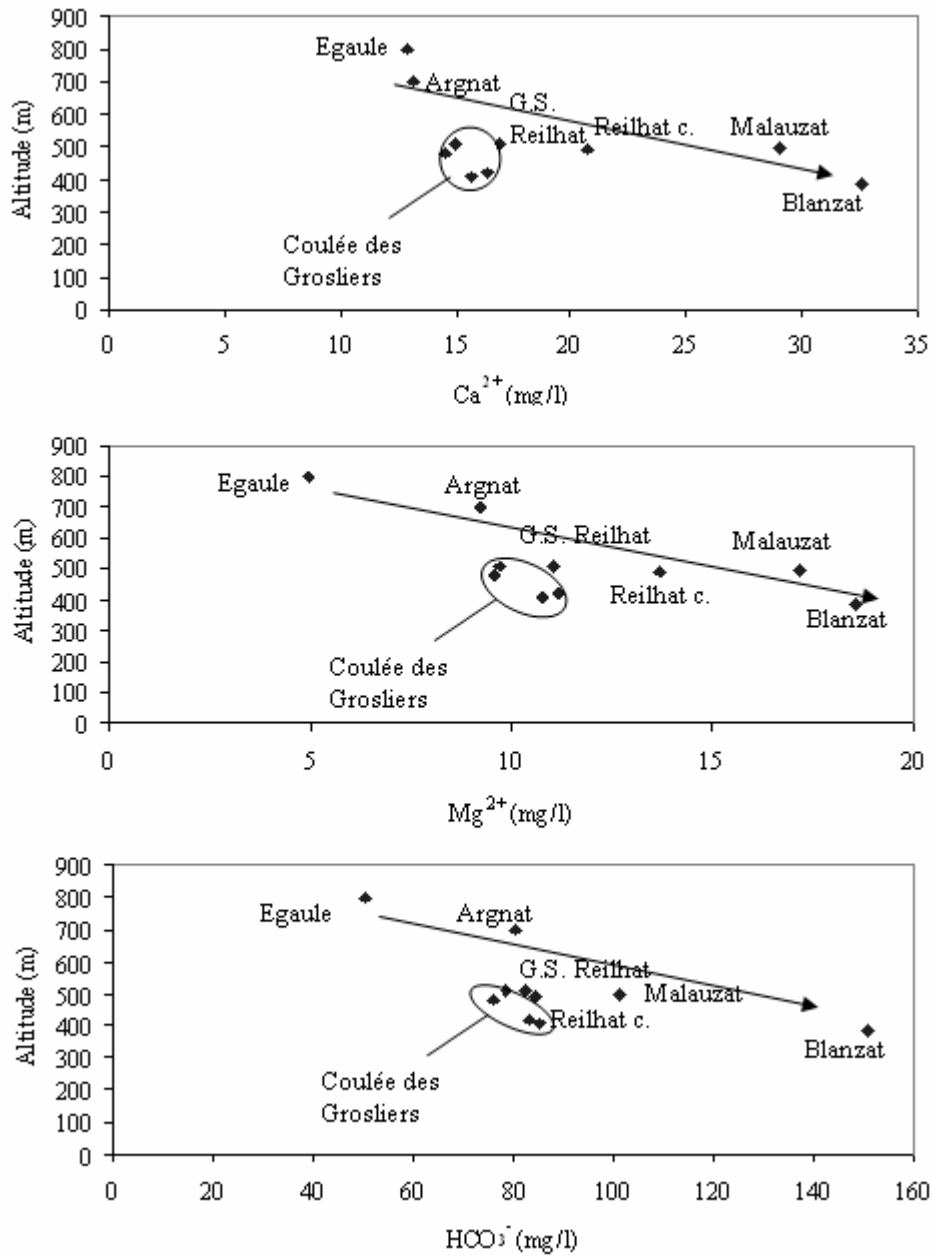 900
800
700
600
500
400
300
200
100
0
Altitude (m)
Egaule
Argnat
G.S.
Reilhat
Reilhat c.
Malauzat
Blanzat
Coulée des
Grosliers
0 5 10 15 20 25 30 35
Ca2+ (mg/l)
900
800
700
600
500
400
300
200
100
0
Altitude (m)
Egaule
Argnat
G.S. Reilhat
Malauzat
Reilhat c.
Blanzat
Coulée des
Grosliers
0 5 10 15 20
Mg2+ (mg/l)
900
800
700
600
500
400
300
200
100
0
Altitude (m)
Egaule
Argnat
G.S. Reilhat
Malauzat
Reilhat c.
Blanzat
Coulée des
Grosliers
0 20 40 60 80 100 120 140 160
HCO3- (mg/l)